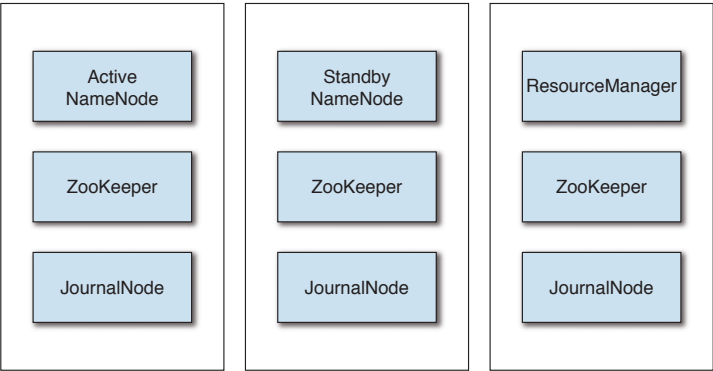 Active
NameNode
ZooKeeper
JournalNode
Standby
NameNode
ZooKeeper
JournalNode
ResourceManager
ZooKeeper
JournalNode